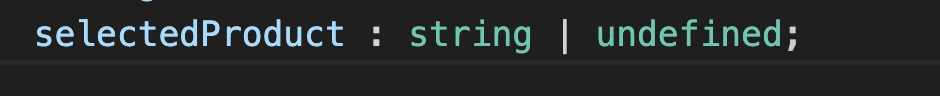 selectedProduct : string | undefined;